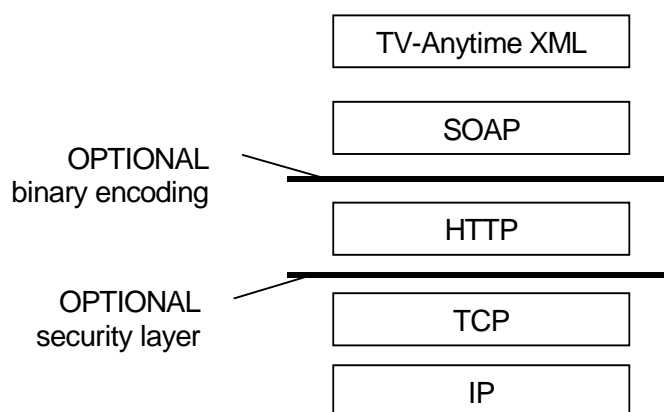 TV-Anytime XML
SOAP
OPTIONAL
binary encoding
HTTP
OPTIONAL
security layer
TCP
IP